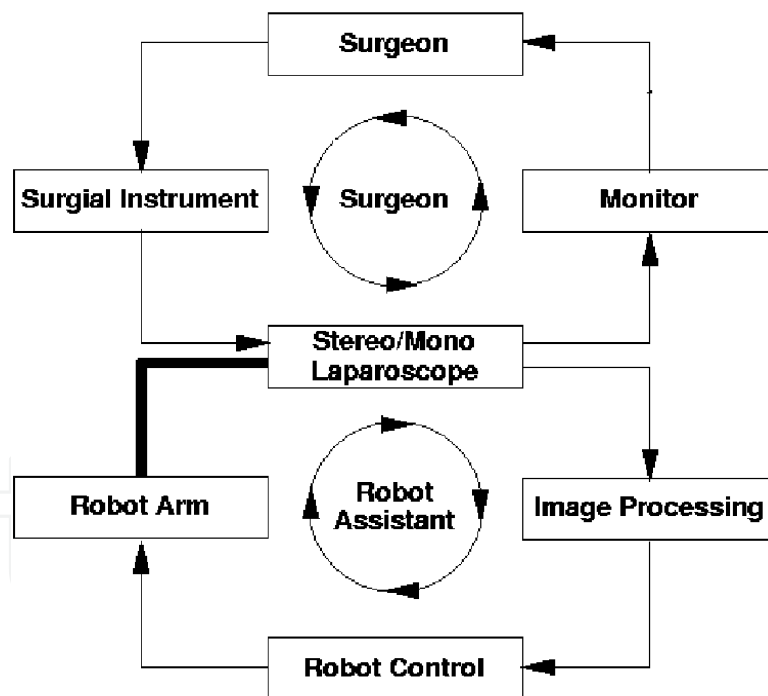 Surgeon
Surgial Instrument
Surgeon
Monitor
Stereo/Mono
Laparoscope
Robot Arm
Robot
Assistant
Image Processing
Robot Control